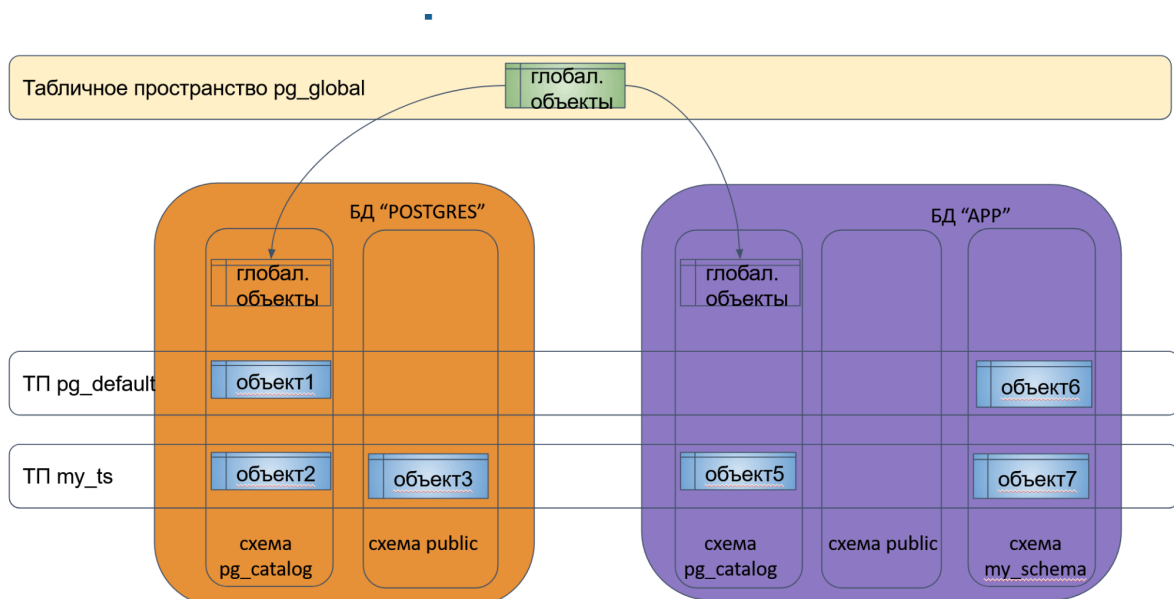 Табличное пространство pg_global
глобал.
объекты
БД “POSTGRES”
БД “APP”
глобал.
объекты
глобал.
объекты
ТП pg_default
объект1
объект6
ТП my_ts
объект2
объект3
объект5
объект7
схема
pg_catalog
схема public
схема
pg_catalog
схема public
схема
my_schema